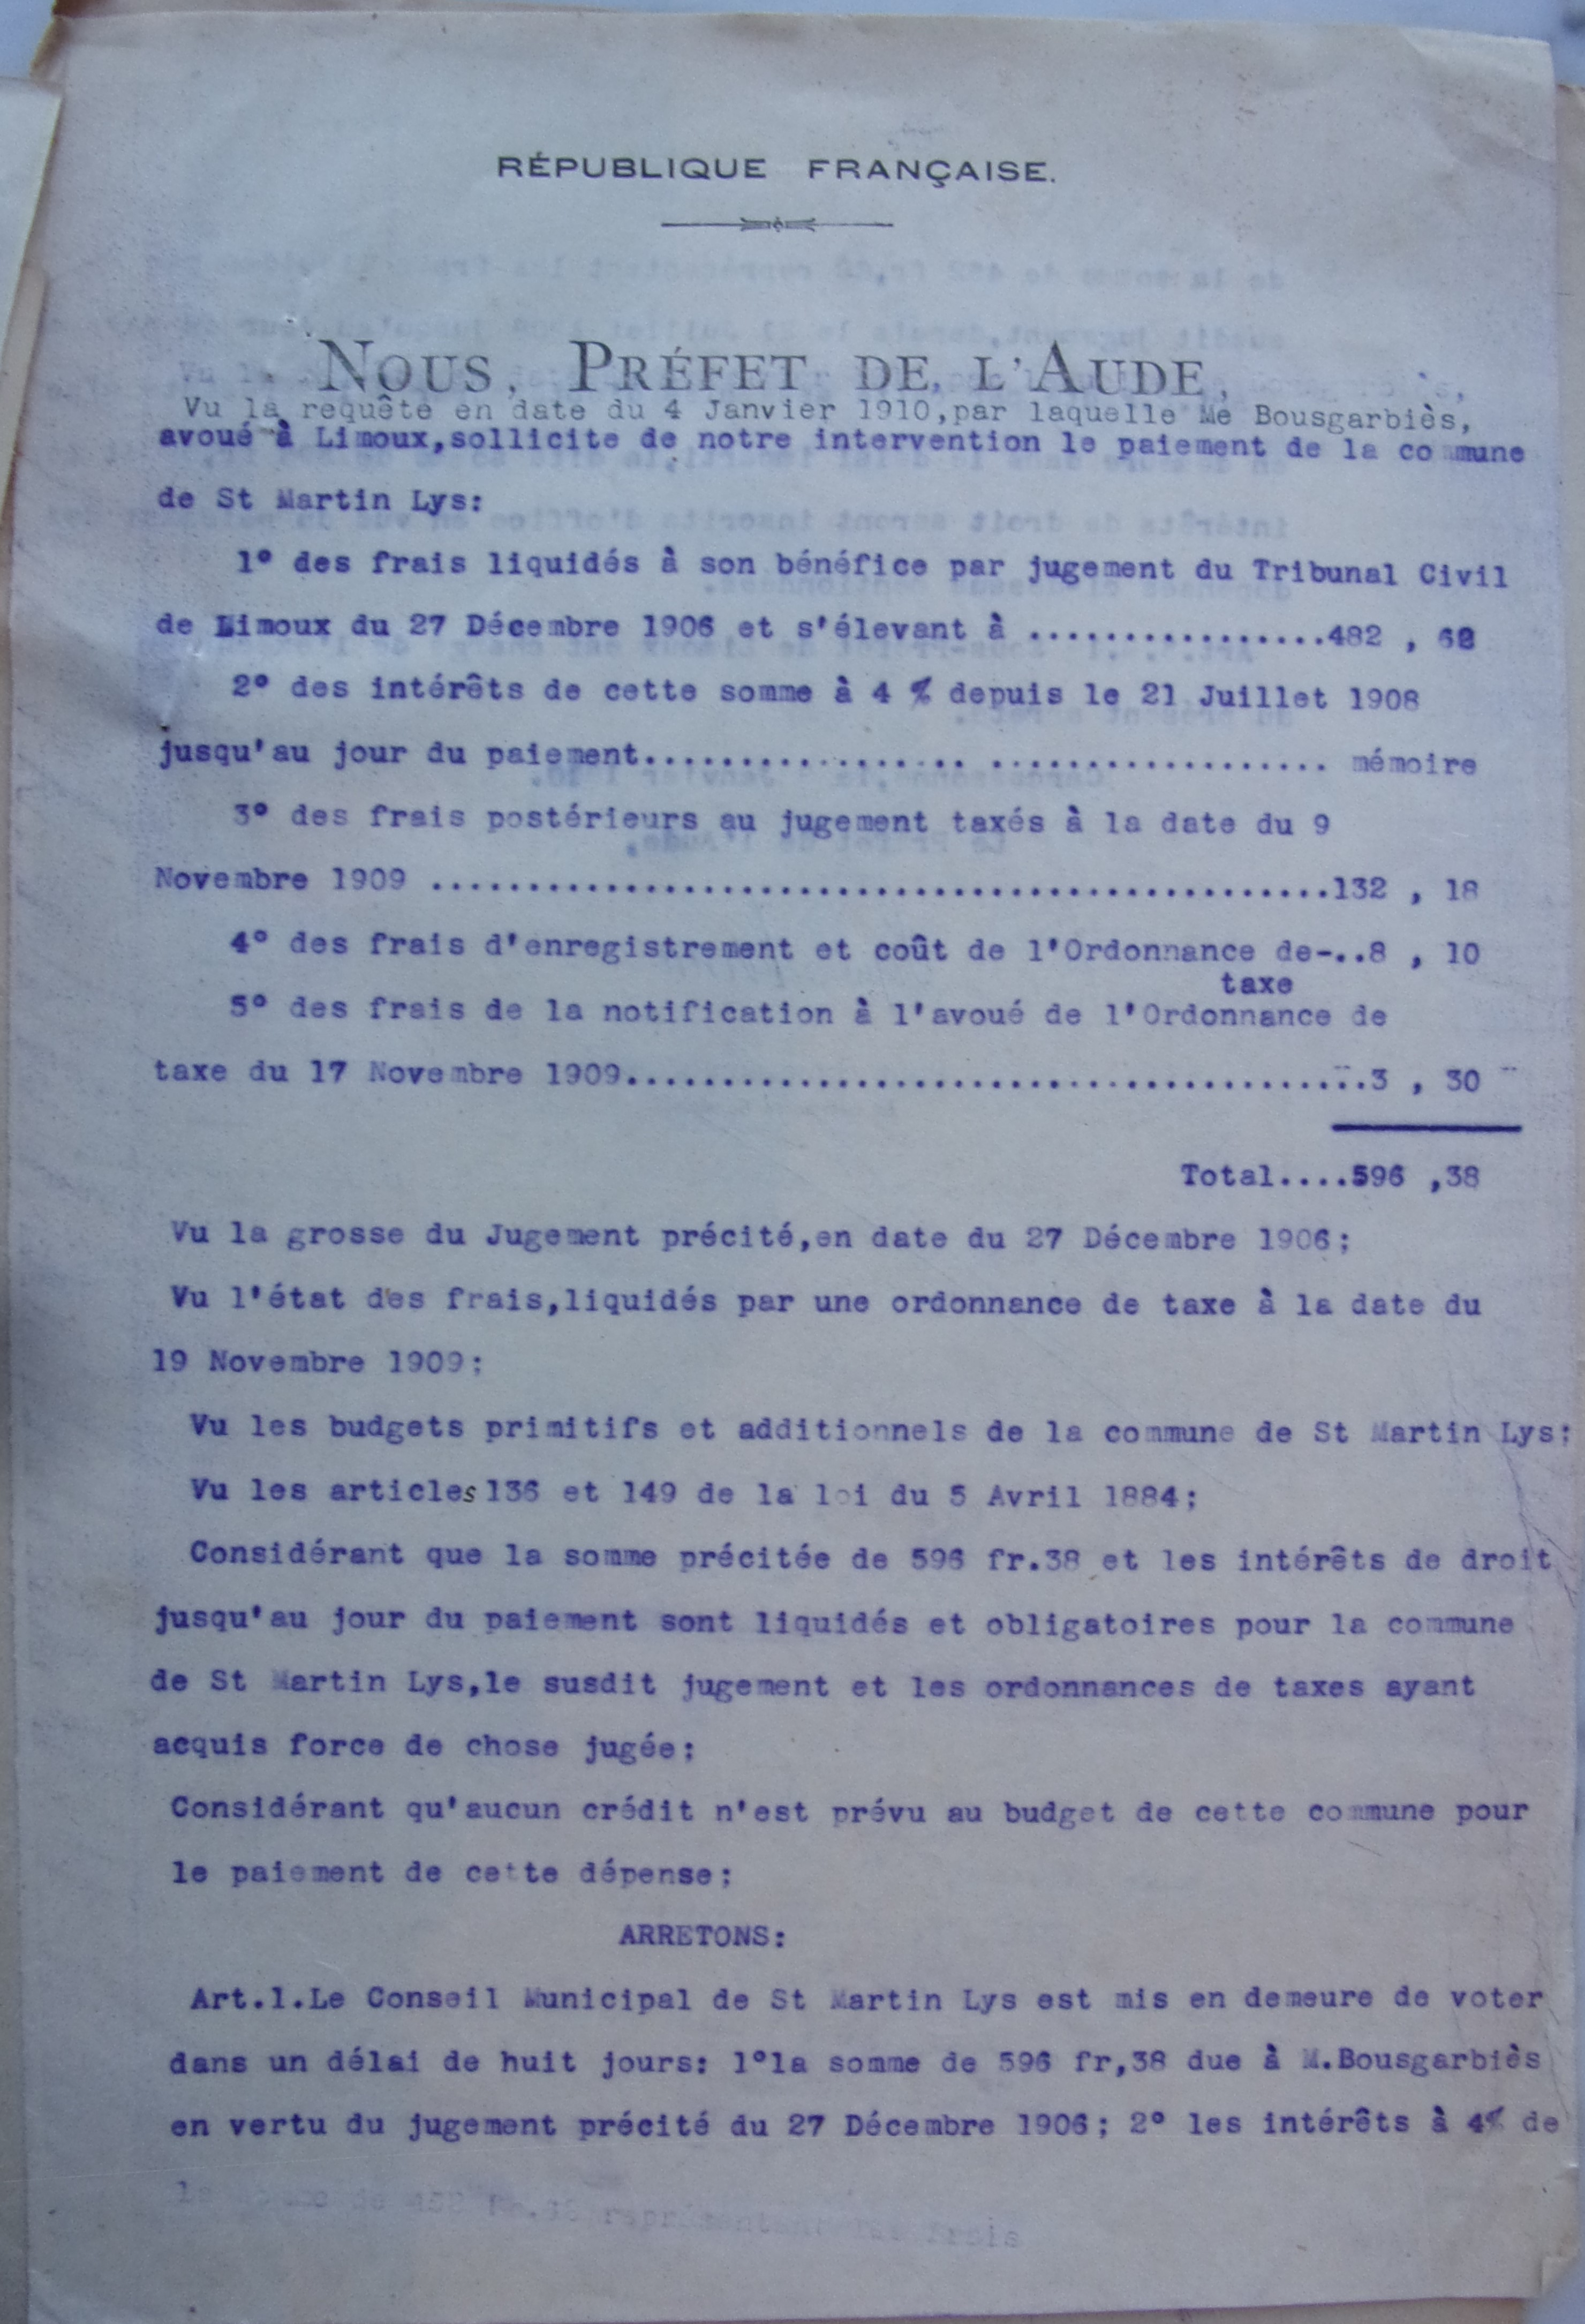 RÉPUBLIQUE FRANÇAISE.
NOUS, PRÉFET DE L'AUDE,
Vu la requête en date du 4 Janvier 1910,par laquelle Me Bousgarbiès,
avoué à Limoux,sollicite de notre intervention le paiement de la commune
de St Martin Lys:
1° des frais liquidés à son bénéfice par jugement du Tribunal Civil
de Limoux du 27 Décembre 1906 et s'élevant à .................482 , 62
2° des intérêts de cette somme à 4 % depuis le 21 Juillet 1908
jusqu'au jour du paiement.................. .................. mémoire
3° des frais postérieurs au jugement taxés à la date du 9
Novembre 1909 ...............................................132 , 18
4° des frais d'enregistrement et coût de l'Ordonnance de-..8 , 10
taxe
5° des frais de la notification à l'avoué de l'Ordonnance de
taxe du 17 Novembre 1909.......................................3 , 30
Total....596 ,38
Vu la grosse du Jugement précité,en date du 27 Décembre 1906;
Vu l'état des frais,liquidés par une ordonnance de taxe à la date du
19 Novembre 1909;
Vu les budgets primitifs et additionnels de la commune de St Martin Lys;
Vu les articles 136 et 149 de la loi du 5 Avril 1884;
Considérant que la somme précitée de 596 fr.38 et les intérêts de droit
jusqu'au jour du paiement sont liquidés et obligatoires pour la commune
de St Martin Lys,le susdit jugement et les ordonnances de taxes ayant
acquis force de chose jugée;
Considérant qu'aucun crédit n'est prévu au budget de cette commune pour
le paiement de cette dépense;
ARRETONS:
Art.1.Le Conseil Municipal de St Martin Lys est mis en demeure de voter
dans un délai de huit jours: 1°la somme de 596 fr,38 due à M.Bousgarbiès
en vertu du jugement précité du 27 Décembre 1906; 2° les intérêts à 4% de
de frais